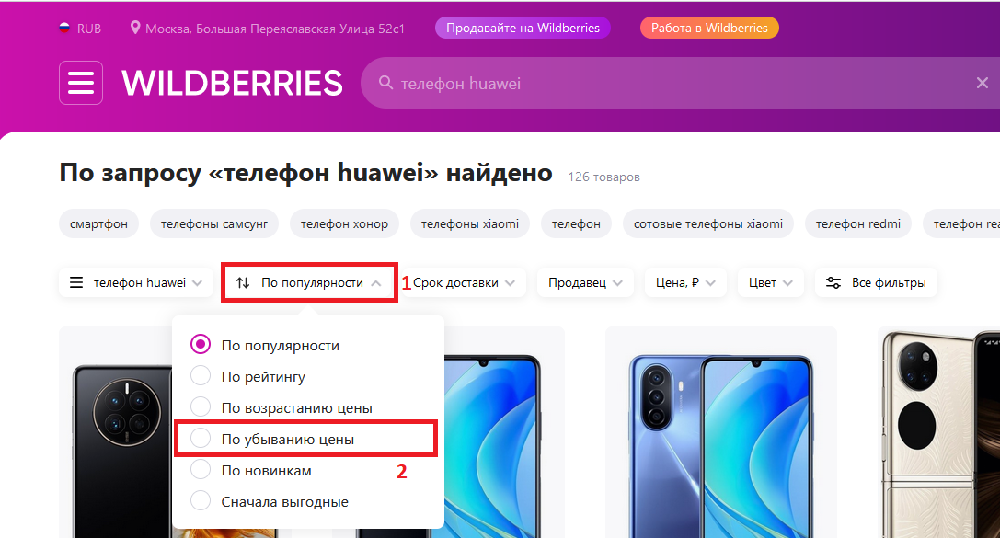 RUB Москва, Большая Переяславская Улица 52с1 Продавайте на Wildberries Работа в Wildberries
WILDBERRIES телефон huawei
По запросу «телефон huawei» найдено 126 товаров
смартфон телефоны самсунг телефон хонор телефоны xiaomi телефон сотовые телефоны xiaomi телефон redmi телефон rea
телефон huawei По популярности 1 Срок доставки Продавец Цена, ₽ Цвет Все фильтры
По популярности
По рейтингу
По возрастанию цены
По убыванию цены
По новинкам 2
Сначала выгодные